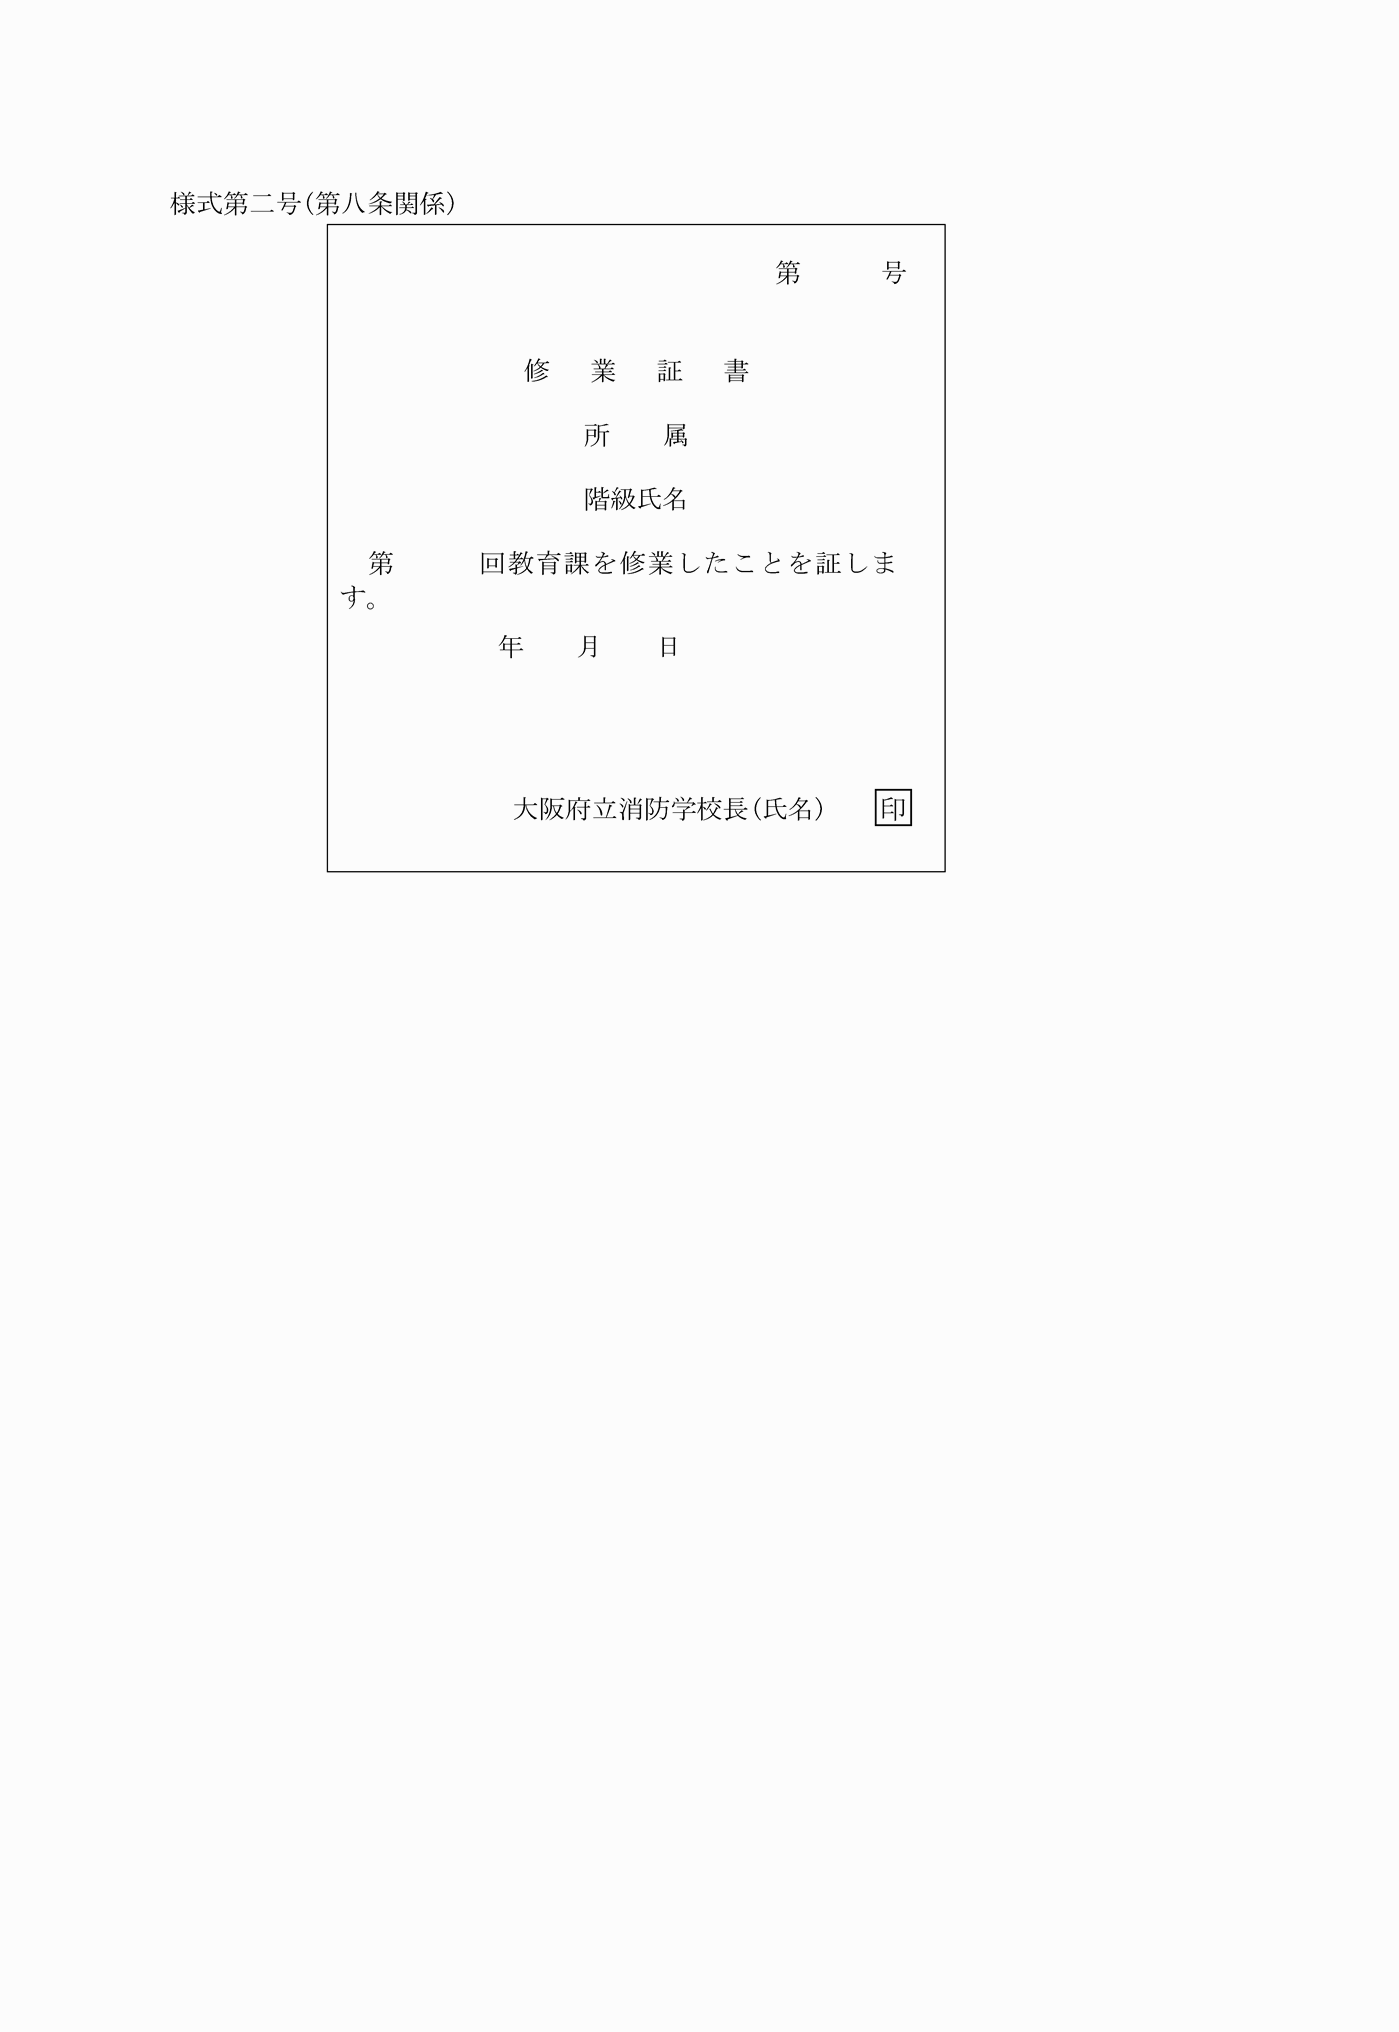 様式第二号(第八条関係)
第　　　号
修　業　証　書
所　　属
階級氏名
第　　　回教育課を修業したことを証しま
す。
年　　月　　日
大阪府立消防学校長(氏名)　　印